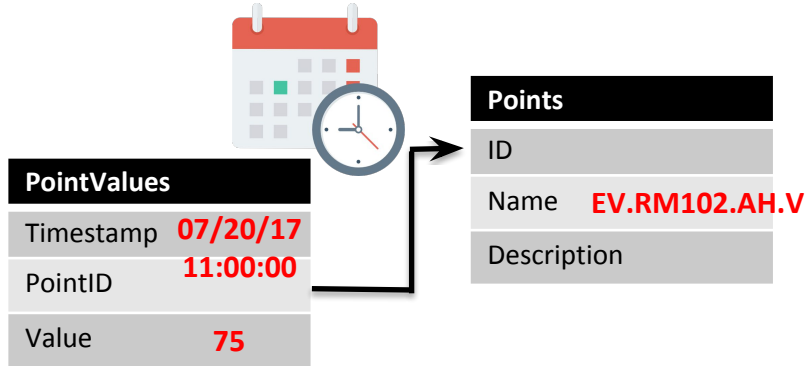 Points
ID
Name EV.RM102.AH.V
Description
PointValues
Timestamp 07/20/17
11:00:00
PointID
Value 75